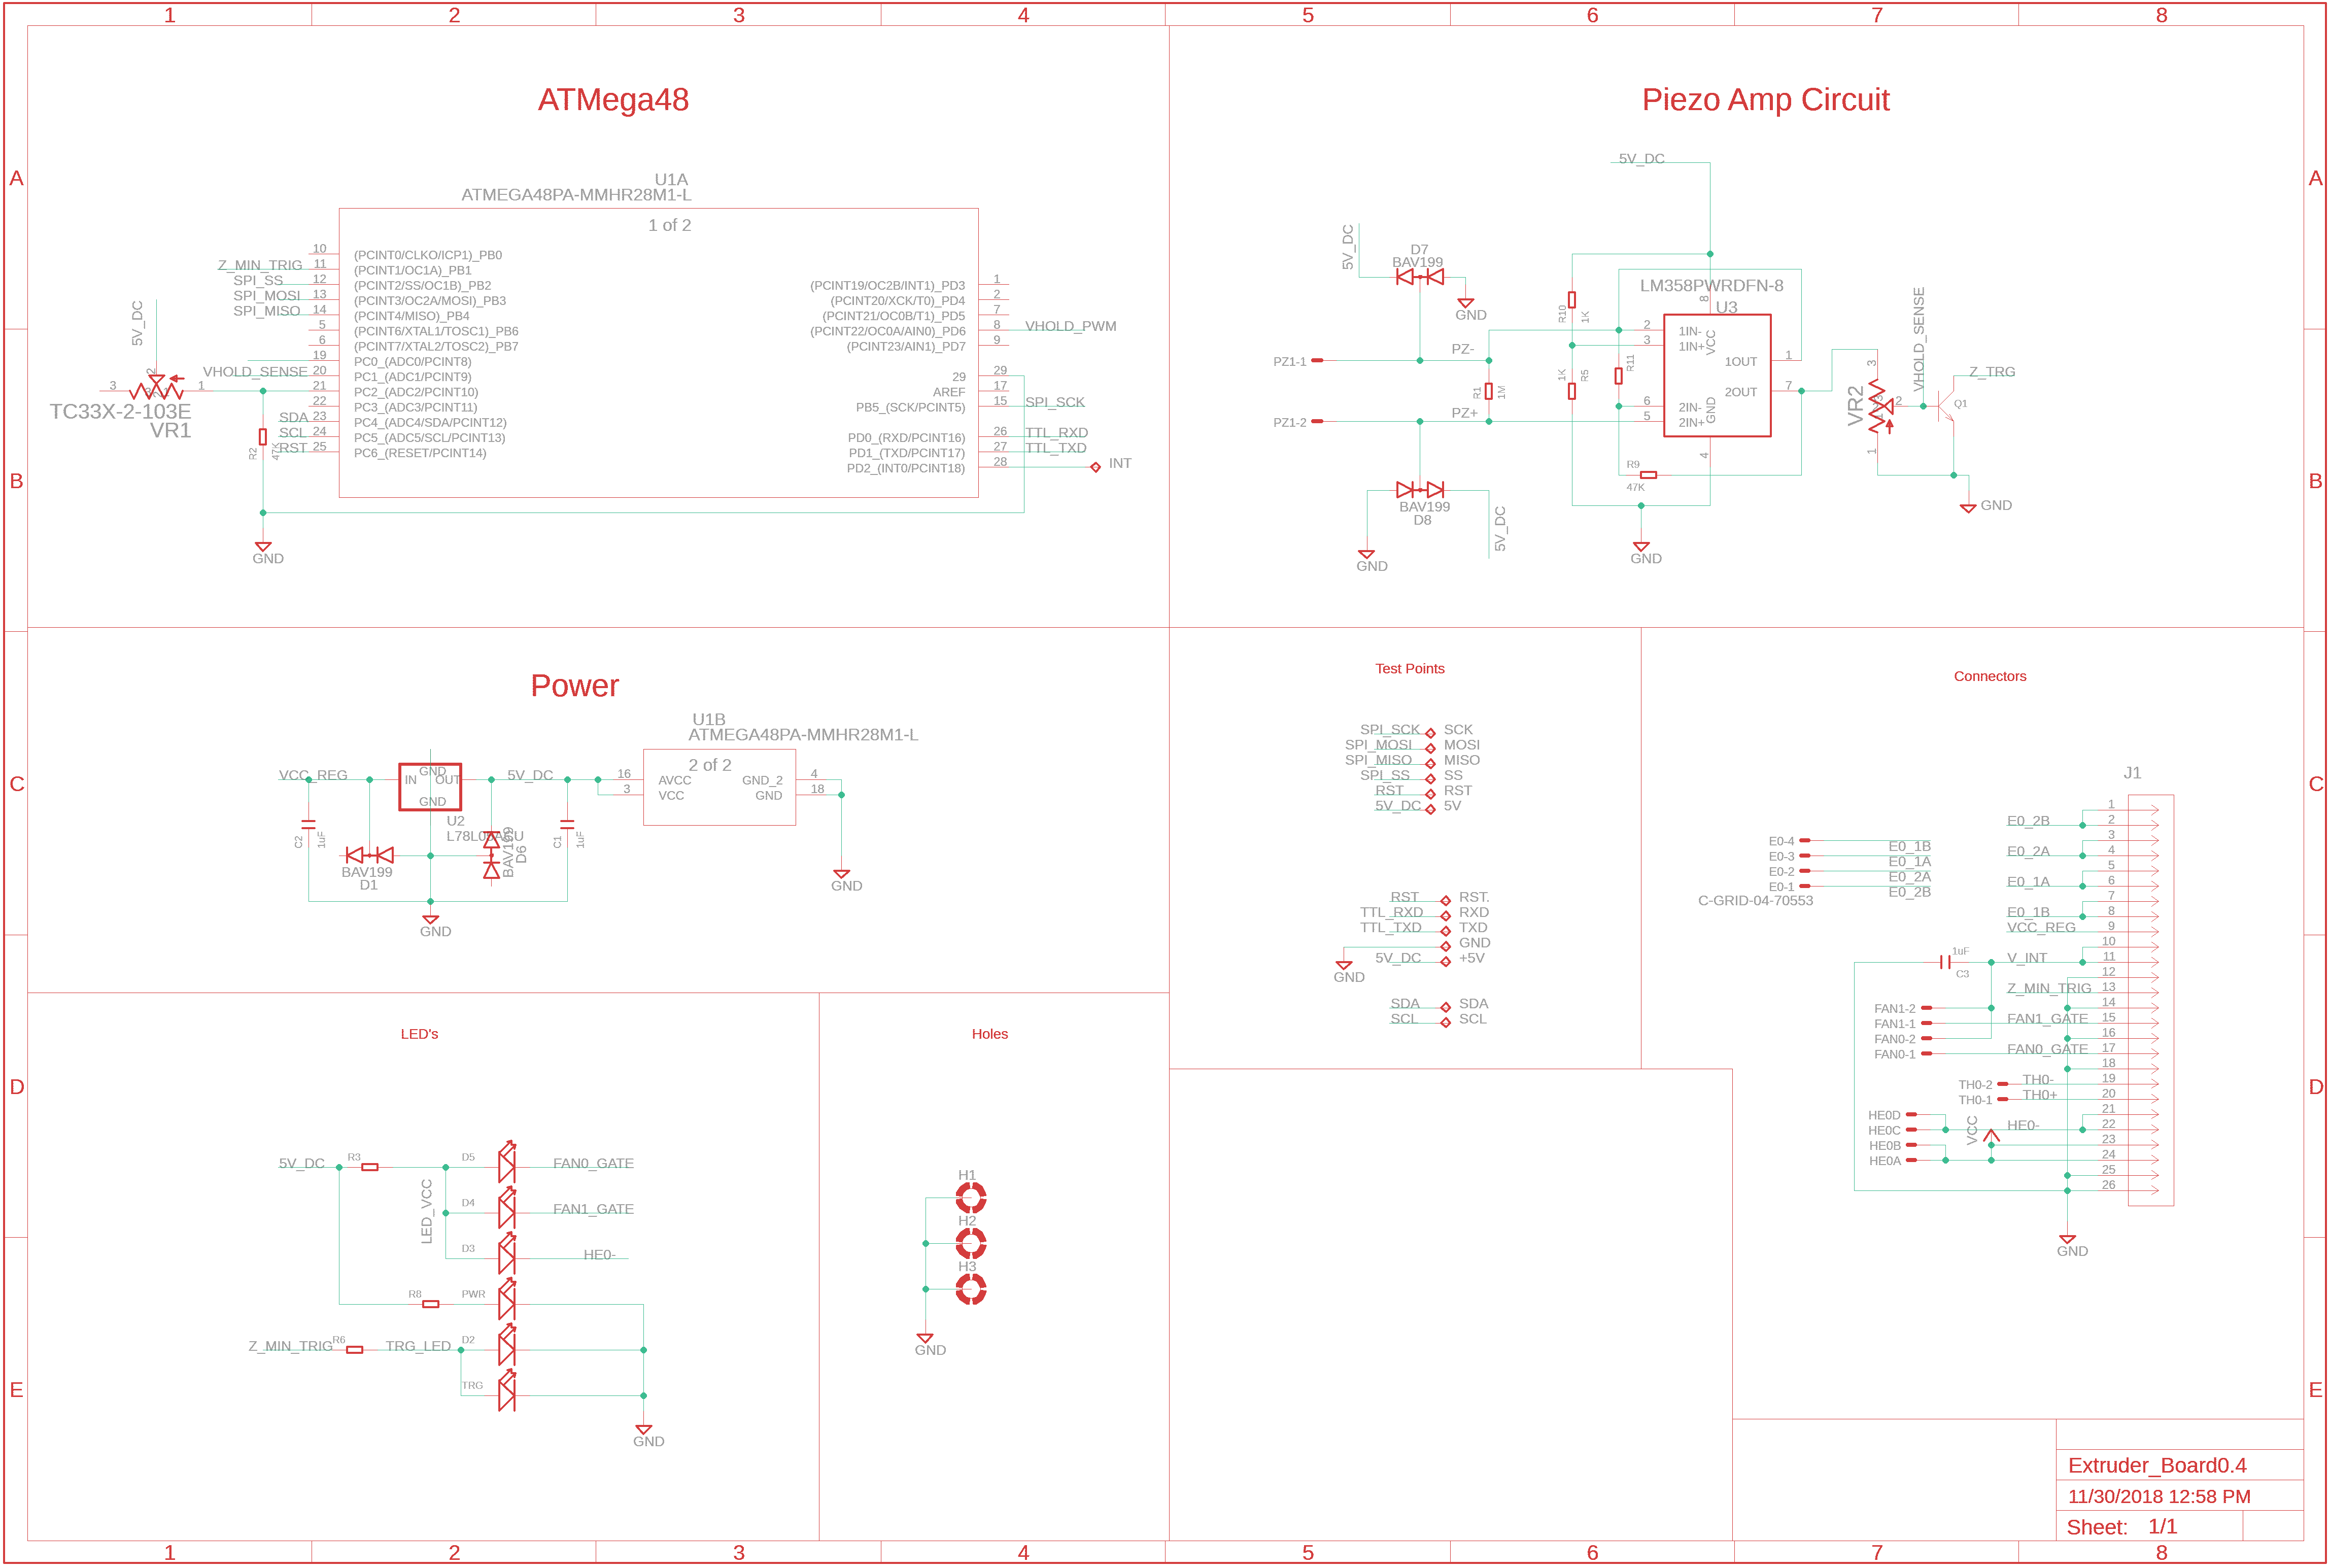 1 2 3 4 5 6 7 8
A
B
C
D
E
ATMega48
U1A
ATMEGA48PA-MMHR28M1-L
1 of 2
10 (PCINT0/CLKO/ICP1)_PB0
Z_MIN_TRIG 11 (PCINT1/OC1A)_PB1
SPI_SS 12 (PCINT2/SS/OC1B)_PB2
SPI_MOSI 13 (PCINT3/OC2A/MOSI)_PB3
SPI_MISO 14 (PCINT4/MISO)_PB4
5 (PCINT6/XTAL1/TOSC1)_PB6
6 (PCINT7/XTAL2/TOSC2)_PB7
19 PC0_(ADC0/PCINT8)
VHOLD_SENSE 20 PC1_(ADC1/PCINT9)
21 PC2_(ADC2/PCINT10)
22 PC3_(ADC3/PCINT11)
SDA 23 PC4_(ADC4/SDA/PCINT12)
SCL 24 PC5_(ADC5/SCL/PCINT13)
RST 25 PC6_(RESET/PCINT14)
(PCINT19/OC2B/INT1)_PD3 1
(PCINT20/XCK/T0)_PD4 2
(PCINT21/OC0B/T1)_PD5 7
(PCINT22/OC0A/AIN0)_PD6 8 VHOLD_PWM
(PCINT23/AIN1)_PD7 9
29 29
AREF 17
PB5_(SCK/PCINT5) 15 SPI_SCK
PD0_(RXD/PCINT16) 26 TTL_RXD
PD1_(TXD/PCINT17) 27 TTL_TXD
PD2_(INT0/PCINT18) 28 INT
5V_DC
3 2 1
TC33X-2-103E
VR1
R2 47K
GND
Piezo Amp Circuit
5V_DC
5V_DC
D7
BAV199
GND
R10 1K
LM358PWRDFN-8
U3
8
2 1IN-
3 1IN+
VCC
1OUT 1
2OUT 7
6 2IN-
5 2IN+
GND
4
PZ1-1 PZ-
PZ1-2 PZ+
R1 1M
1K R5
R11
R9
47K
BAV199
D8
5V_DC
GND
GND
VR2
3
2
1
VHOLD_SENSE
Z_TRG
Q1
GND
Power
VCC_REG
IN GND OUT
GND
U2
L78L05ACU
5V_DC
C2 1uF
BAV199
D1
BAV199
D6
C1 1uF
GND
U1B
ATMEGA48PA-MMHR28M1-L
2 of 2
16 AVCC GND_2 4
3 VCC GND 18
GND
Test Points
SPI_SCK SCK
SPI_MOSI MOSI
SPI_MISO MISO
SPI_SS SS
RST RST
5V_DC 5V
RST RST.
TTL_RXD RXD
TTL_TXD TXD
GND
5V_DC +5V
GND
SDA SDA
SCL SCL
Connectors
J1
E0-4 E0_1B
E0-3 E0_1A
E0-2 E0_2A
E0-1 E0_2B
C-GRID-04-70553
1
E0_2B 2
3
E0_2A 4
5
E0_1A 6
7
E0_1B 8
VCC_REG 9
10
V_INT 11
12
Z_MIN_TRIG 13
14
FAN1_GATE 15
16
FAN0_GATE 17
18
TH0- 19
TH0+ 20
21
HE0- 22
23
24
25
26
1uF
C3
FAN1-2
FAN1-1
FAN0-2
FAN0-1
TH0-2
TH0-1
HE0D
HE0C
HE0B
HE0A
VCC
GND
LED's
5V_DC R3 D5 FAN0_GATE
LED_VCC
D4 FAN1_GATE
D3 HE0-
R8 PWR
Z_MIN_TRIG R6 TRG_LED D2
TRG
GND
Holes
H1
H2
H3
GND
Extruder_Board0.4
11/30/2018 12:58 PM
Sheet: 1/1
A
B
C
D
E
1 2 3 4 5 6 7 8